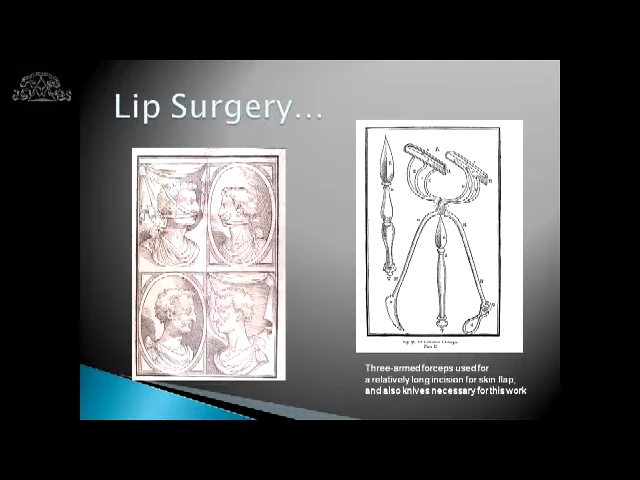 Lip Surgery...
Three-armed forceps used for
a relatively long incision for skin flap,
and also knives necessary for this work